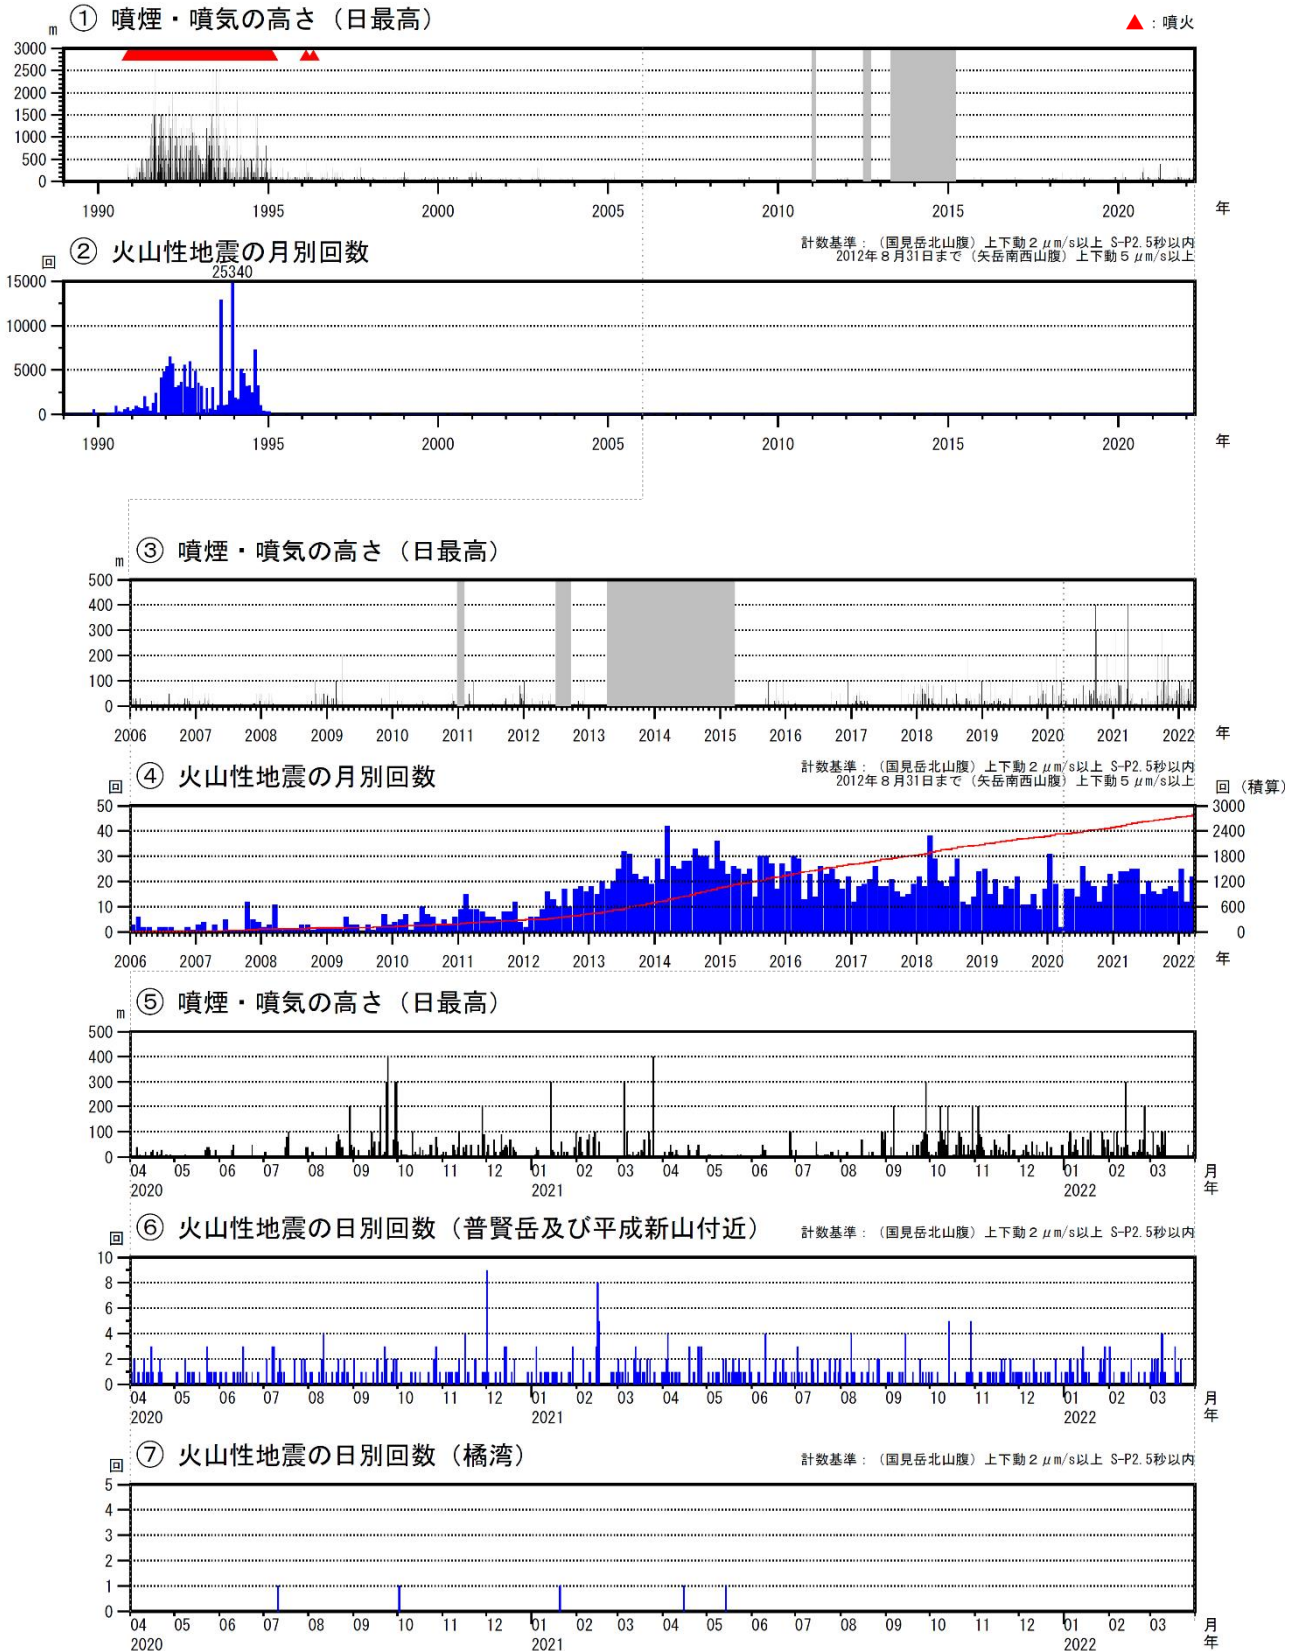 ① 噴煙・噴気の高さ（日最高）
▲：噴火
m
3000
2500
2000
1500
1000
500
0
1990 1995 2000 2005 2010 2015 2020 年
② 火山性地震の月別回数
計数基準：（国見岳北山腹）上下動２μm/s以上 S-P2.5秒以内
2012年８月31日まで（矢岳南西山腹）上下動５μm/s以上
回
25340
15000
10000
5000
0
1990 1995 2000 2005 2010 2015 2020 年
③ 噴煙・噴気の高さ（日最高）
m
500
400
300
200
100
0
2006 2007 2008 2009 2010 2011 2012 2013 2014 2015 2016 2017 2018 2019 2020 2021 2022 年
④ 火山性地震の月別回数
計数基準：（国見岳北山腹）上下動２μm/s以上 S-P2.5秒以内
2012年８月31日まで（矢岳南西山腹）上下動５μm/s以上
回 回（積算）
50 3000
40 2400
30 1800
20 1200
10 600
0 0
2006 2007 2008 2009 2010 2011 2012 2013 2014 2015 2016 2017 2018 2019 2020 2021 2022 年
⑤ 噴煙・噴気の高さ（日最高）
m
500
400
300
200
100
0
04 05 06 07 08 09 10 11 12 01 02 03 04 05 06 07 08 09 10 11 12 01 02 03 月
2020 2021 2022 年
⑥ 火山性地震の日別回数（普賢岳及び平成新山付近）
計数基準：（国見岳北山腹）上下動２μm/s以上 S-P2.5秒以内
回
10
8
6
4
2
0
04 05 06 07 08 09 10 11 12 01 02 03 04 05 06 07 08 09 10 11 12 01 02 03 月
2020 2021 2022 年
⑦ 火山性地震の日別回数（橘湾）
計数基準：（国見岳北山腹）上下動２μm/s以上 S-P2.5秒以内
回
5
4
3
2
1
0
04 05 06 07 08 09 10 11 12 01 02 03 04 05 06 07 08 09 10 11 12 01 02 03 月
2020 2021 2022 年